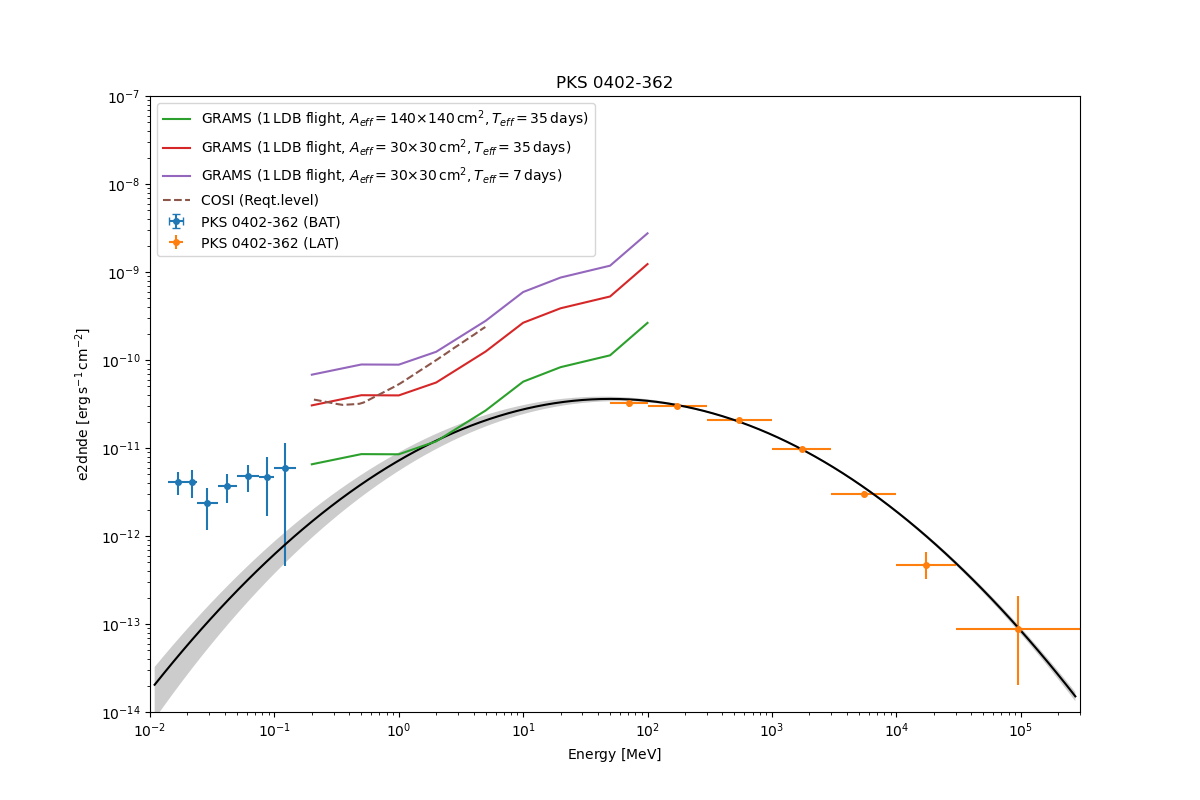 PKS 0402-362
GRAMS (1 LDB flight, A_eff = 140×140 cm², T_eff = 35 days)
GRAMS (1 LDB flight, A_eff = 30×30 cm², T_eff = 35 days)
GRAMS (1 LDB flight, A_eff = 30×30 cm², T_eff = 7 days)
COSI (Reqt.level)
PKS 0402-362 (BAT)
PKS 0402-362 (LAT)
e2dnde [erg s⁻¹ cm⁻²]
10⁻⁷
10⁻⁸
10⁻⁹
10⁻¹⁰
10⁻¹¹
10⁻¹²
10⁻¹³
10⁻¹⁴
10⁻² 10⁻¹ 10⁰ 10¹ 10² 10³ 10⁴ 10⁵
Energy [MeV]